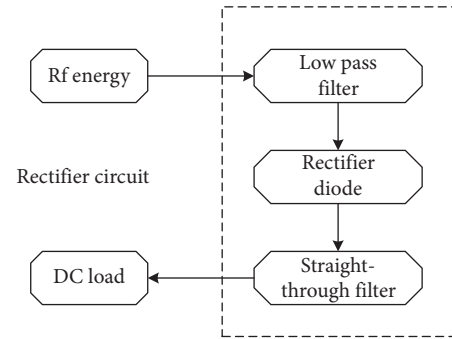 Rf energy
Low pass
filter
Rectifier circuit
Rectifier
diode
DC load
Straight-
through filter